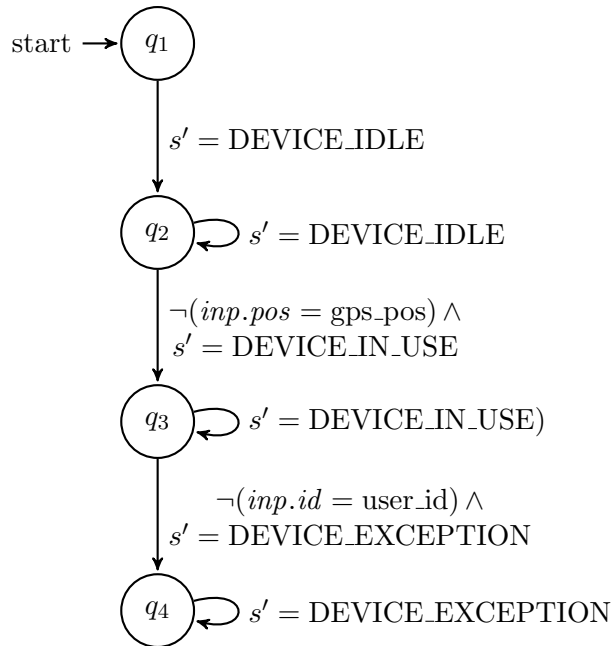 start q1
s′ = DEVICE_IDLE
q2 s′ = DEVICE_IDLE
¬(inp.pos = gps_pos) ∧
s′ = DEVICE_IN_USE
q3 s′ = DEVICE_IN_USE)
¬(inp.id = user_id) ∧
s′ = DEVICE_EXCEPTION
q4 s′ = DEVICE_EXCEPTION